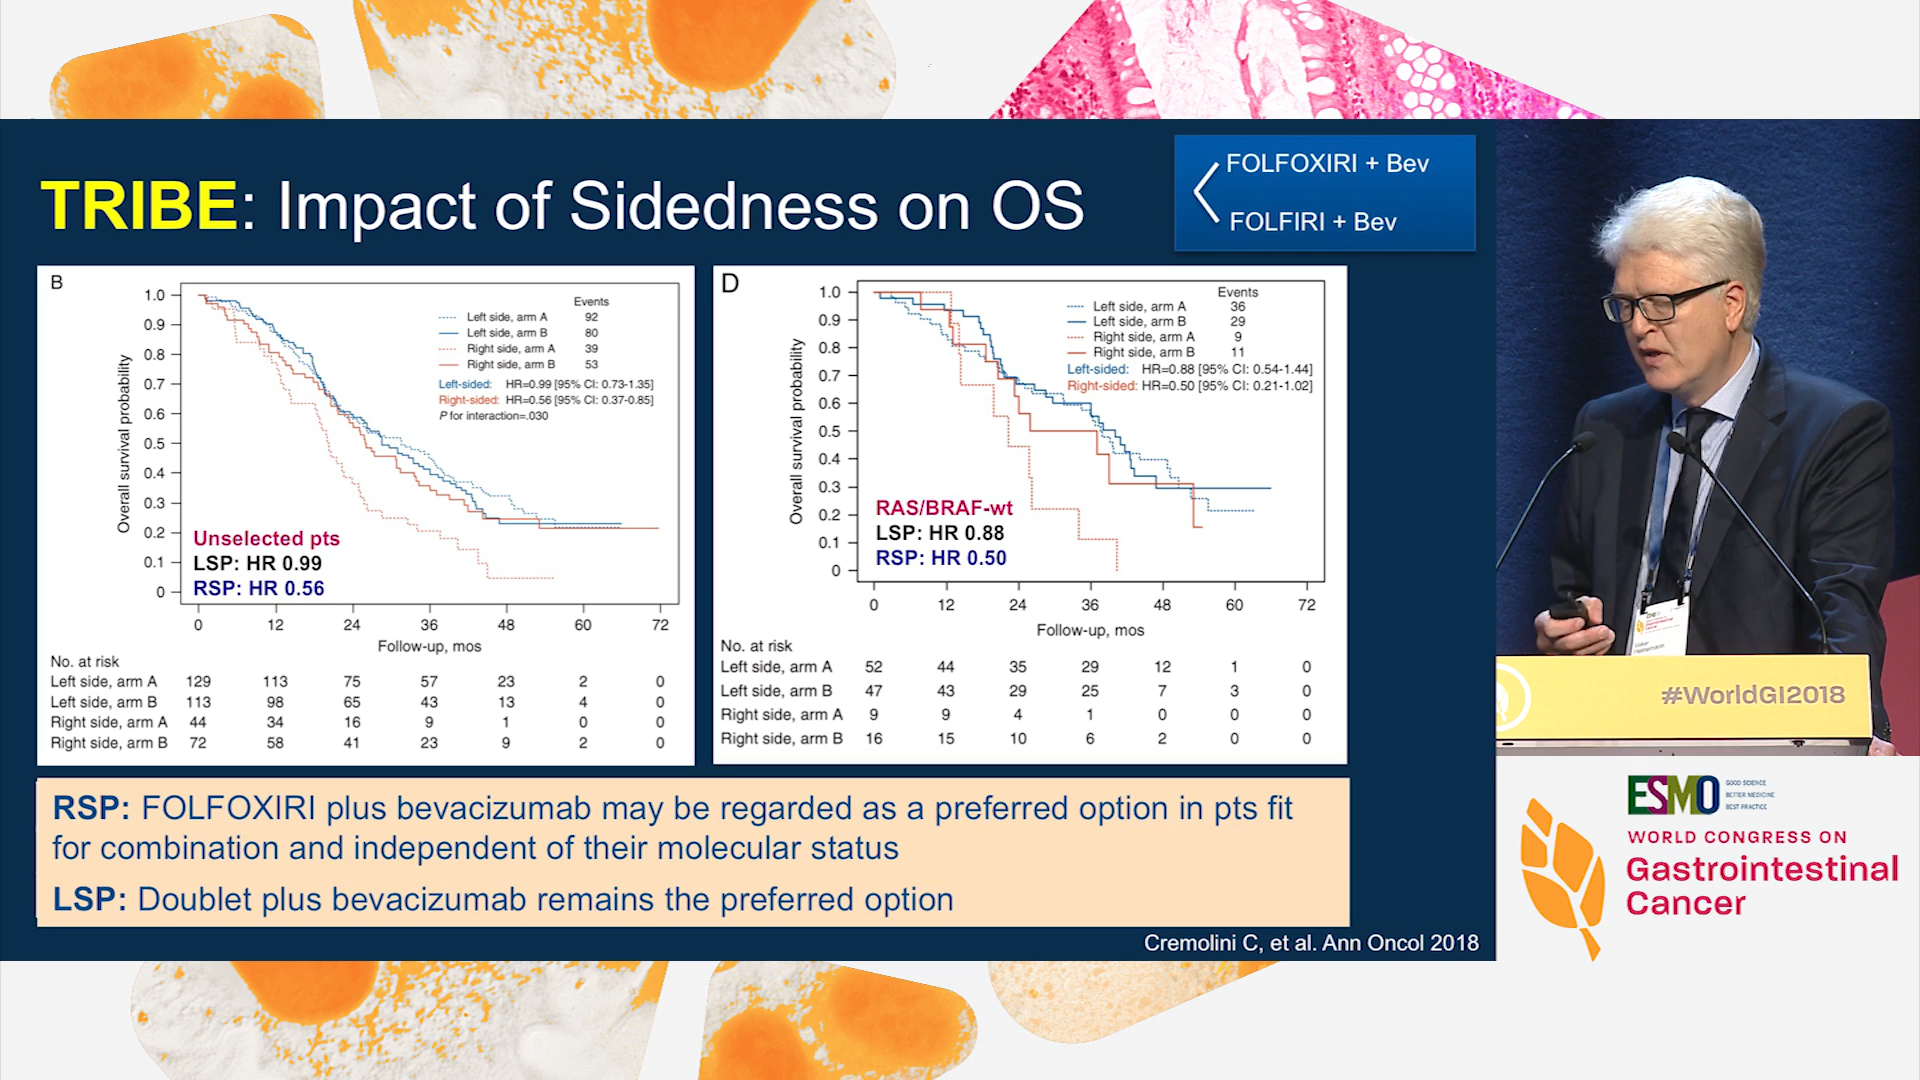 TRIBE: Impact of Sidedness on OS
FOLFOXIRI + Bev
FOLFIRI + Bev
B
Events
Left side, arm A 92
Left side, arm B 80
Right side, arm A 39
Right side, arm B 53
Left-sided: HR=0.99 [95% CI: 0.73-1.35]
Right-sided: HR=0.56 [95% CI: 0.37-0.85]
P for interaction=.030
Overall survival probability
1.0
0.9
0.8
0.7
0.6
0.5
0.4
0.3
0.2
0.1
0
Unselected pts
LSP: HR 0.99
RSP: HR 0.56
0 12 24 36 48 60 72
Follow-up, mos
No. at risk
Left side, arm A 129 113 75 57 23 2 0
Left side, arm B 113 98 65 43 13 4 0
Right side, arm A 44 34 16 9 1 0 0
Right side, arm B 72 58 41 23 9 2 0
D
Events
Left side, arm A 36
Left side, arm B 29
Right side, arm A 9
Right side, arm B 11
Left-sided: HR=0.88 [95% CI: 0.54-1.44]
Right-sided: HR=0.50 [95% CI: 0.21-1.02]
Overall survival probability
1.0
0.9
0.8
0.7
0.6
0.5
0.4
0.3
0.2
0.1
0
RAS/BRAF-wt
LSP: HR 0.88
RSP: HR 0.50
0 12 24 36 48 60 72
Follow-up, mos
No. at risk
Left side, arm A 52 44 35 29 12 1 0
Left side, arm B 47 43 29 25 7 3 0
Right side, arm A 9 9 4 1 0 0 0
Right side, arm B 16 15 10 6 2 0 0
RSP: FOLFOXIRI plus bevacizumab may be regarded as a preferred option in pts fit
for combination and independent of their molecular status
LSP: Doublet plus bevacizumab remains the preferred option
Cremolini C, et al. Ann Oncol 2018
#WorldGI2018
ESMO
GOOD SCIENCE
BETTER MEDICINE
BEST PRACTICE
WORLD CONGRESS ON
Gastrointestinal
Cancer